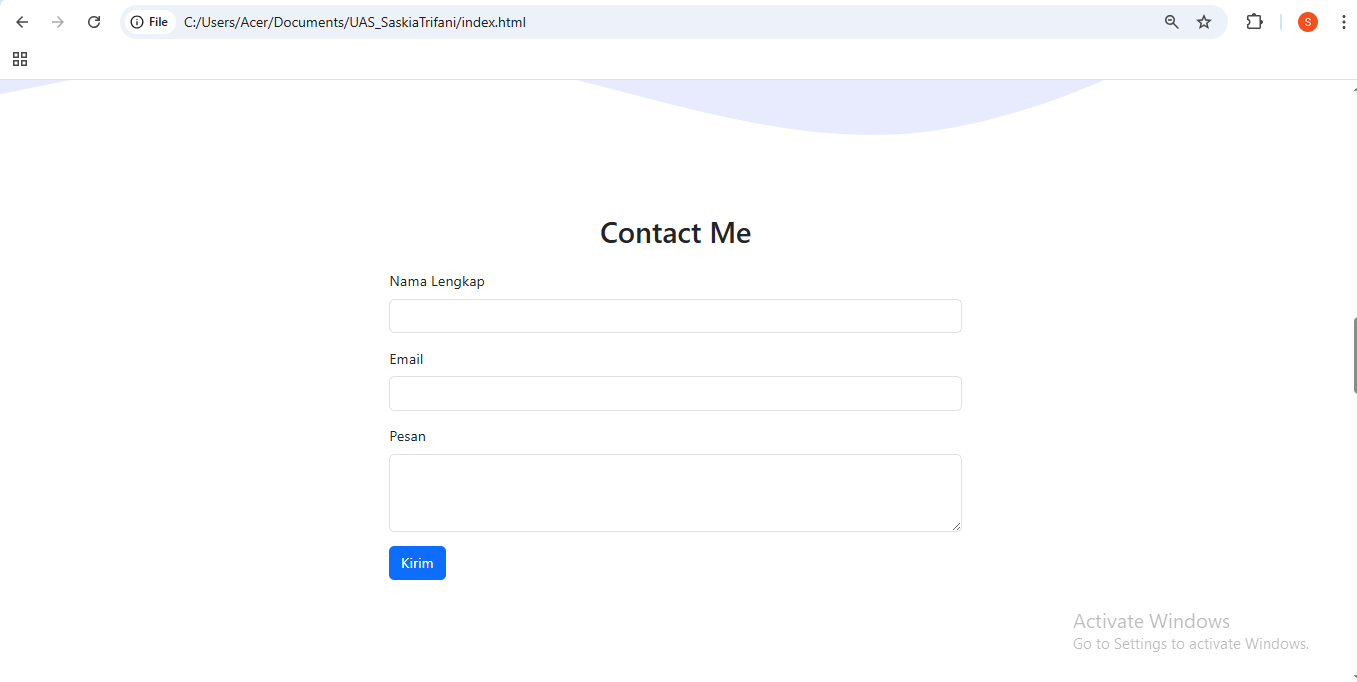 File C:/Users/Acer/Documents/UAS_SaskiaTrifani/index.html S
Contact Me
Nama Lengkap
Email
Pesan
Kirim
Activate Windows
Go to Settings to activate Windows.